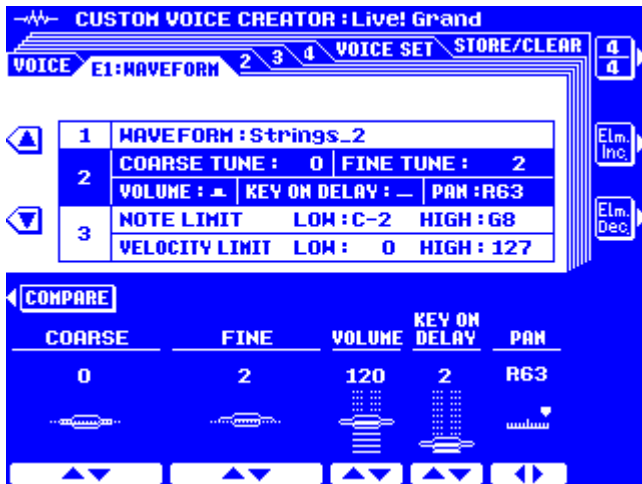 CUSTOM VOICE CREATOR :Live! Grand
VOICE E1:WAVEFORM 2 3 4 VOICE SET STORE/CLEAR
4
4
1 WAVEFORM :Strings_2
Elm.
Inc.
2 COARSE TUNE : 0 FINE TUNE : 2
VOLUME : KEY ON DELAY : PAN :R63
3 NOTE LIMIT LOW :C-2 HIGH :G8
VELOCITY LIMIT LOW : 0 HIGH : 127
Elm.
Dec.
COMPARE
COARSE FINE VOLUME KEY ON DELAY PAN
0 2 120 2 R63